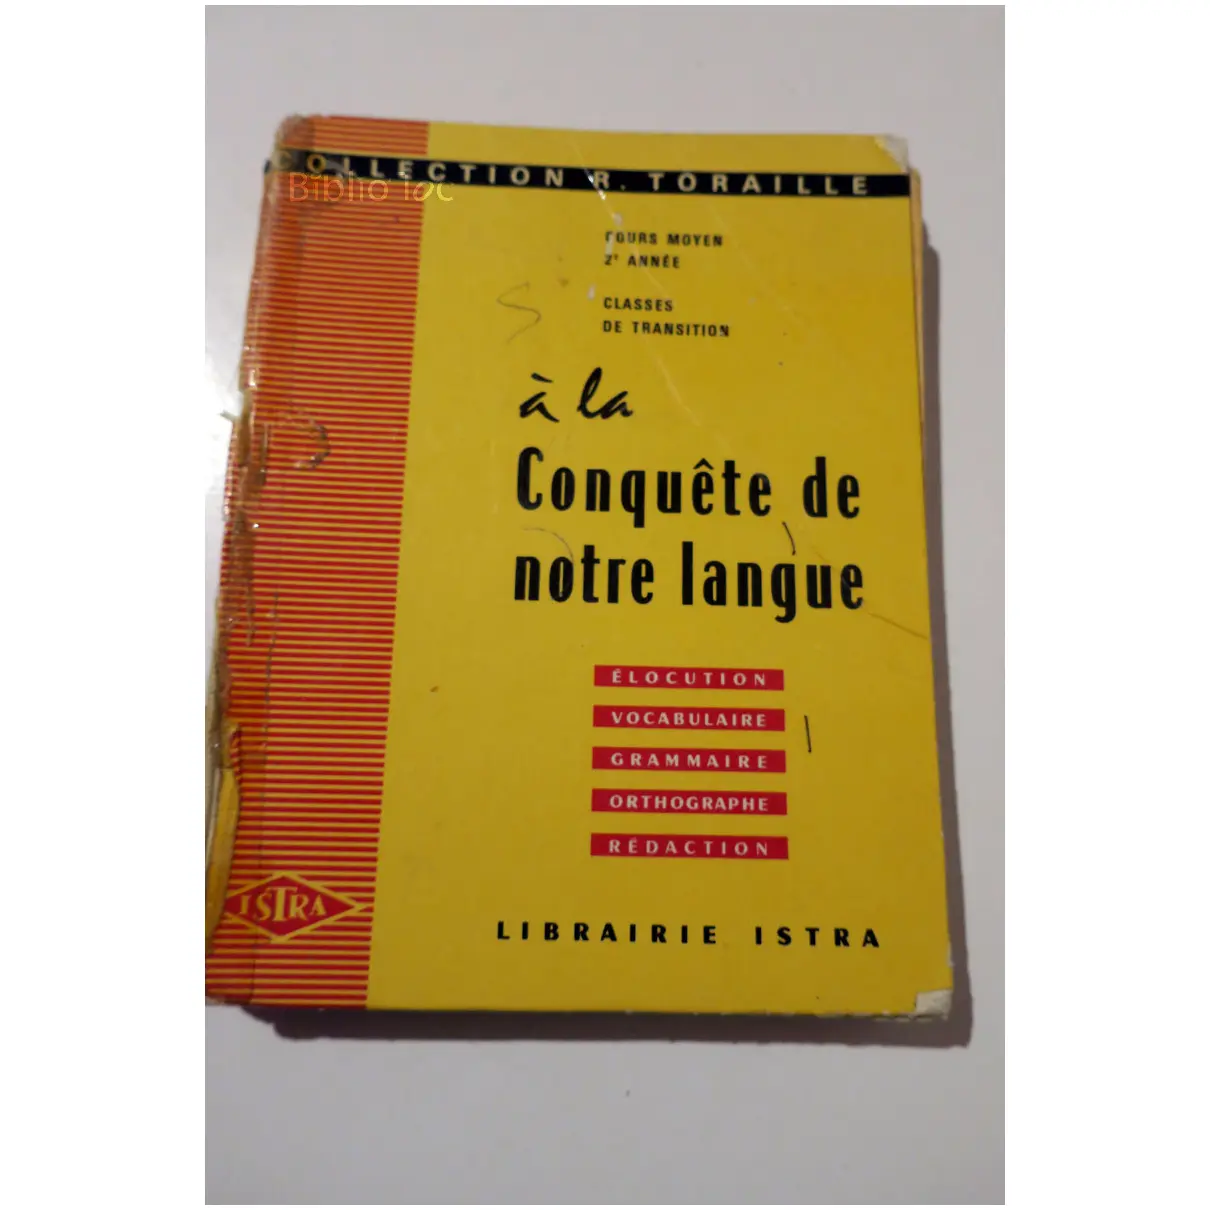 COLLECTION R. TORAILLE
Biblio loc
COURS MOYEN
2e ANNÉE
CLASSES
DE TRANSITION
à la
Conquête de
notre langue
ÉLOCUTION
VOCABULAIRE
GRAMMAIRE
ORTHOGRAPHE
RÉDACTION
ISTRA
LIBRAIRIE ISTRA